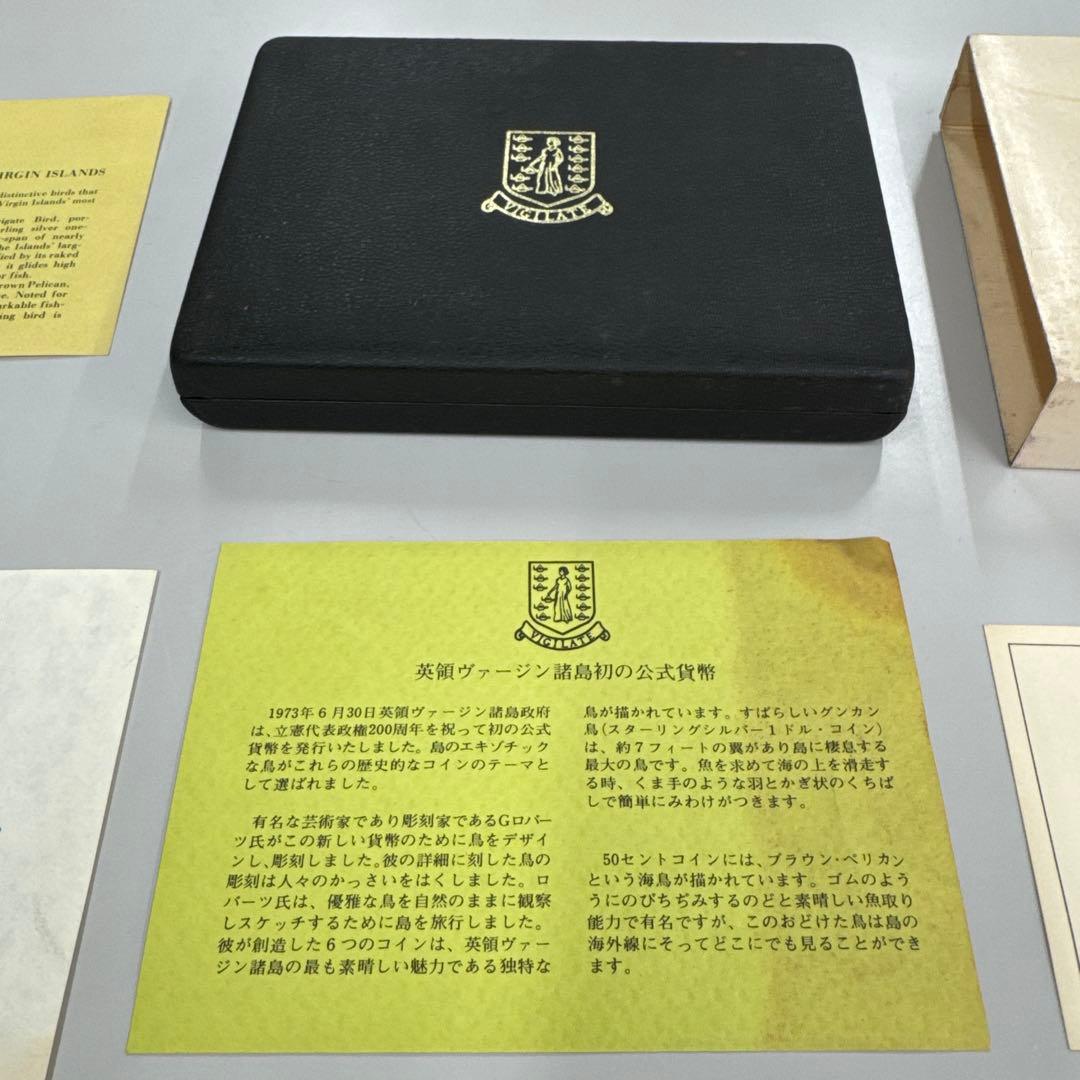 VIRGIN ISLANDS
distinctive birds that
Virgin Islands' most
Bird, por-
silver one-
span of nearly
Islands' larg-
by its raked
it glides high
or fish.
Brown Pelican,
Noted for
fish-
bird is
VIGILATE
VIGILATE
英領ヴァージン諸島初の公式貨幣
1973年6月30日英領ヴァージン諸島政府
は、立憲代表政権200周年を祝って初の公式
貨幣を発行いたしました。島のエキゾチック
な鳥がこれらの歴史的なコインのテーマと
して選ばれました。
有名な芸術家であり彫刻家であるGロバー
ツ氏がこの新しい貨幣のために鳥をデザイ
ンし、彫刻しました。彼の詳細に刻した鳥の
彫刻は人々のかっさいをはくしました。ロ
バーツ氏は、優雅な鳥を自然のままに観察
しスケッチするために島を旅行しました。
彼が創造した6つのコインは、英領ヴァー
ジン諸島の最も素晴しい魅力である独特な
鳥が描かれています。すばらしいグンカン
鳥(スターリングシルバー1ドル・コイン)
は、約7フィートの翼があり島に棲息する
最大の鳥です。魚を求めて海の上を滑走す
る時、くま手のような羽とかぎ状のくちば
しで簡単にみわけがつきます。
50セントコインには、ブラウン・ペリカン
という海鳥が描かれています。ゴムのよう
うにのびちぢみするのどと素晴しい魚取り
能力で有名ですが、このおどけた鳥は島の
海外線にそってどこにでも見ることができ
ます。